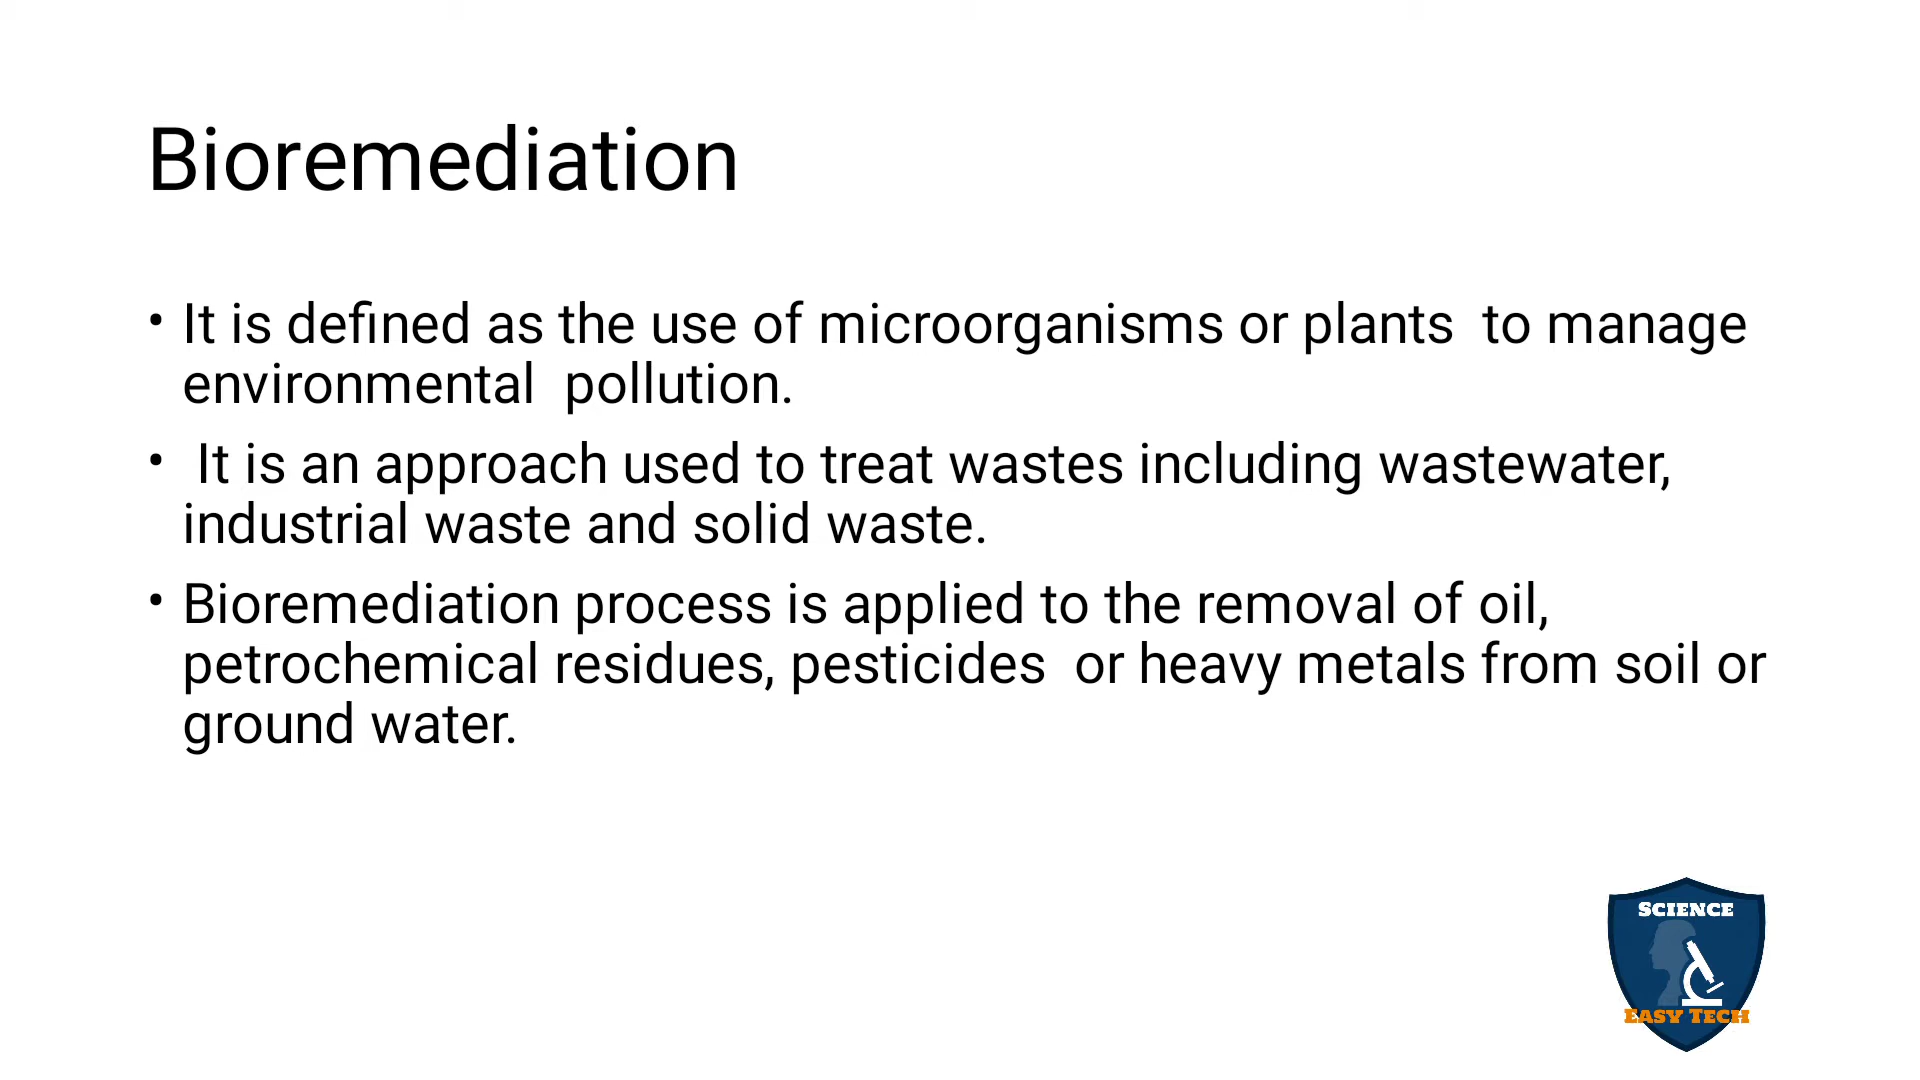 Bioremediation
• It is defined as the use of microorganisms or plants  to manage
environmental  pollution.
•  It is an approach used to treat wastes including wastewater,
industrial waste and solid waste.
• Bioremediation process is applied to the removal of oil,
petrochemical residues, pesticides  or heavy metals from soil or
ground water.
SCIENCE
EASY TECH